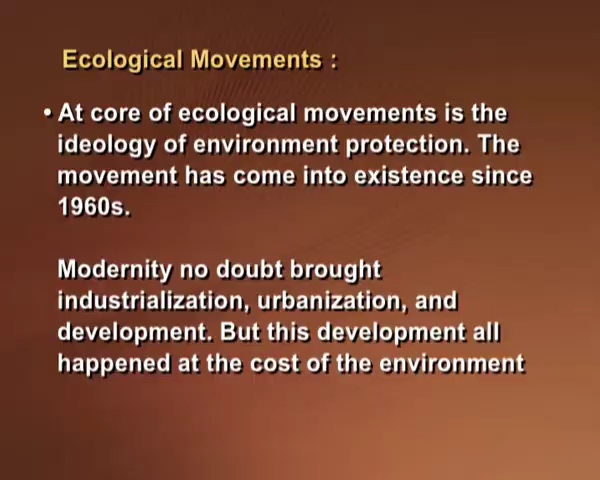 Ecological Movements :
• At core of ecological movements is the
ideology of environment protection. The
movement has come into existence since
1960s.
Modernity no doubt brought
industrialization, urbanization, and
development. But this development all
happened at the cost of the environment